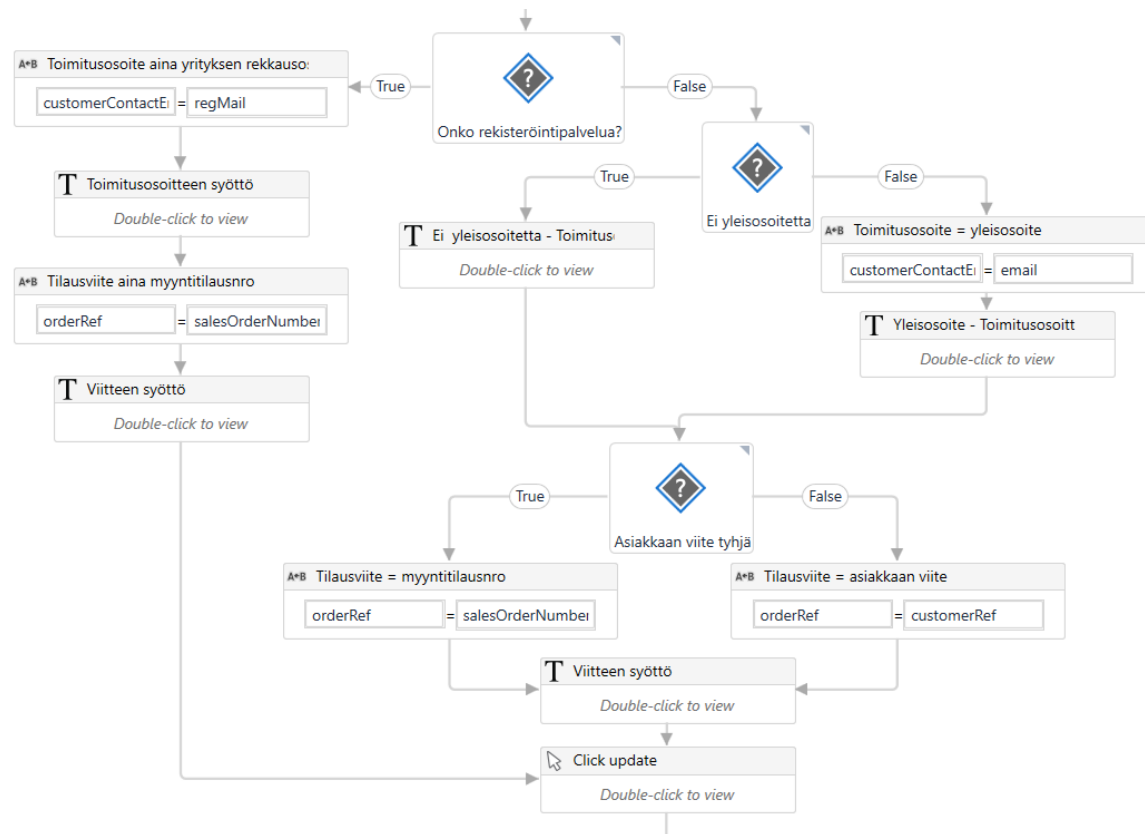 A+B Toimitusosoite aina yrityksen rekkausos
customerContactEi = regMail
True
Onko rekisteröintipalvelua?
False
T Toimitusosoitteen syöttö
Double-click to view
True
Ei yleisosoitetta
False
T Ei yleisosoitetta - Toimitus
Double-click to view
A+B Toimitusosoite = yleisosoite
customerContactEi = email
A+B Tilausviite aina myyntitilausnro
orderRef = salesOrderNumber
T Yleisosoite - Toimitusosoitt
Double-click to view
T Viitteen syöttö
Double-click to view
True
Asiakkaan viite tyhjä
False
A+B Tilausviite = myyntitilausnro
orderRef = salesOrderNumber
A+B Tilausviite = asiakkaan viite
orderRef = customerRef
T Viitteen syöttö
Double-click to view
Click update
Double-click to view